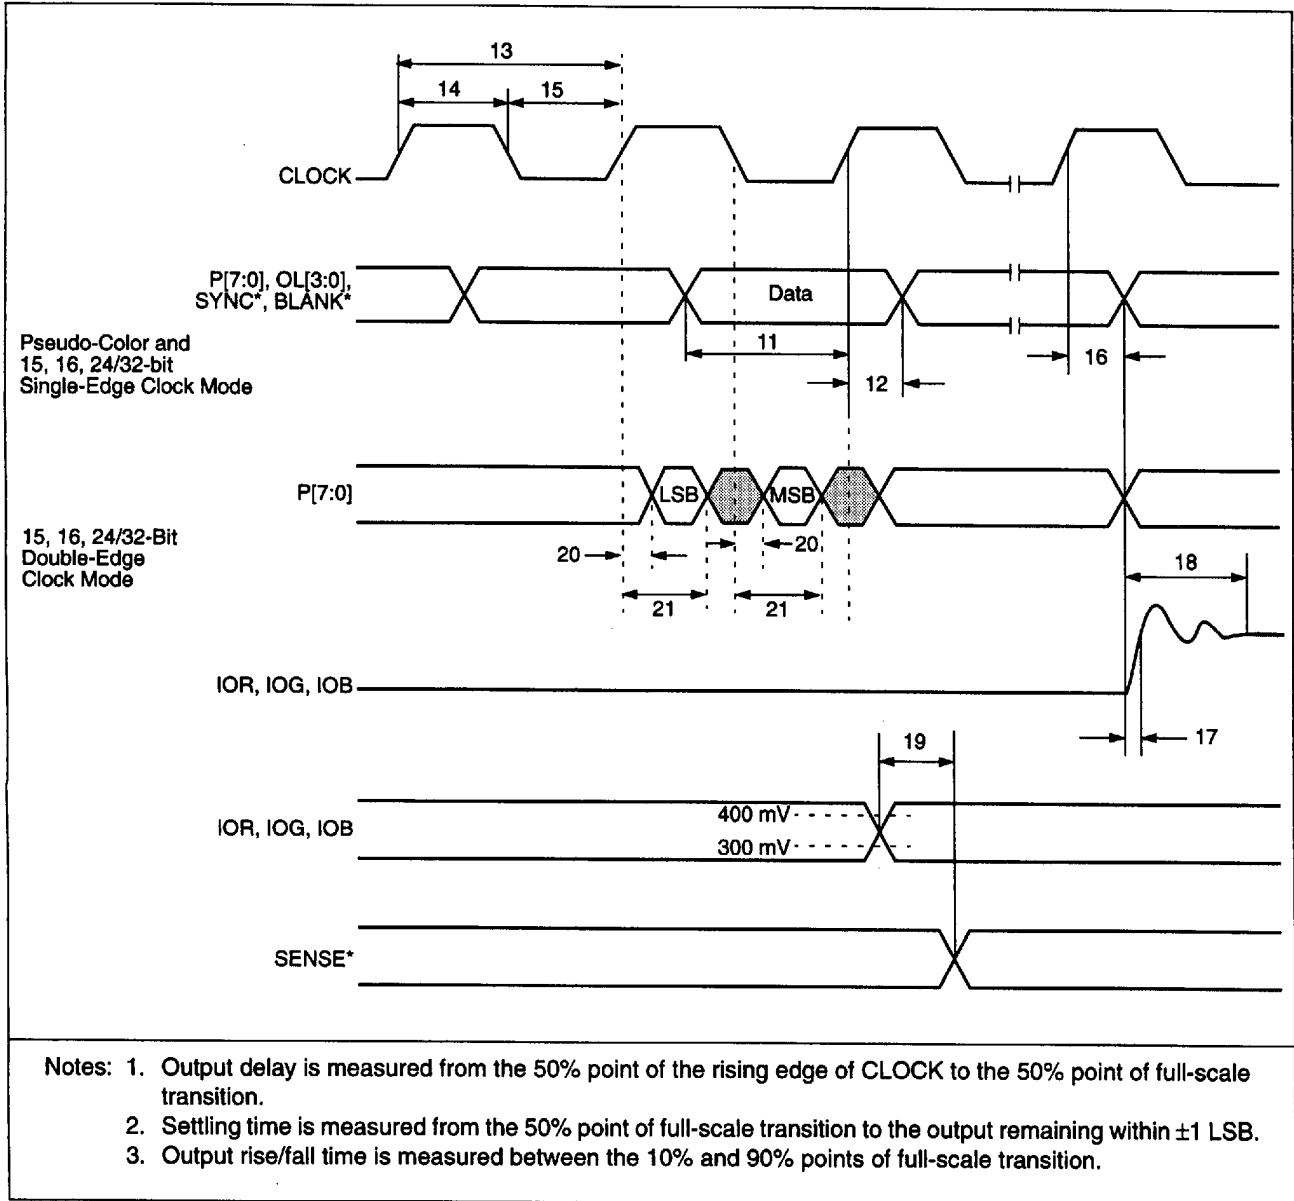 13
14
15
CLOCK
P[7:0], OL[3:0],
SYNC*, BLANK*
Data
Pseudo-Color and
15, 16, 24/32-bit
Single-Edge Clock Mode
11
12
16
P[7:0]
LSB
MSB
15, 16, 24/32-Bit
Double-Edge
Clock Mode
20
20
21
21
18
IOR, IOG, IOB
17
19
IOR, IOG, IOB
400 mV
300 mV
SENSE*
Notes: 1. Output delay is measured from the 50% point of the rising edge of CLOCK to the 50% point of full-scale
transition.
2. Settling time is measured from the 50% point of full-scale transition to the output remaining within ±1 LSB.
3. Output rise/fall time is measured between the 10% and 90% points of full-scale transition.